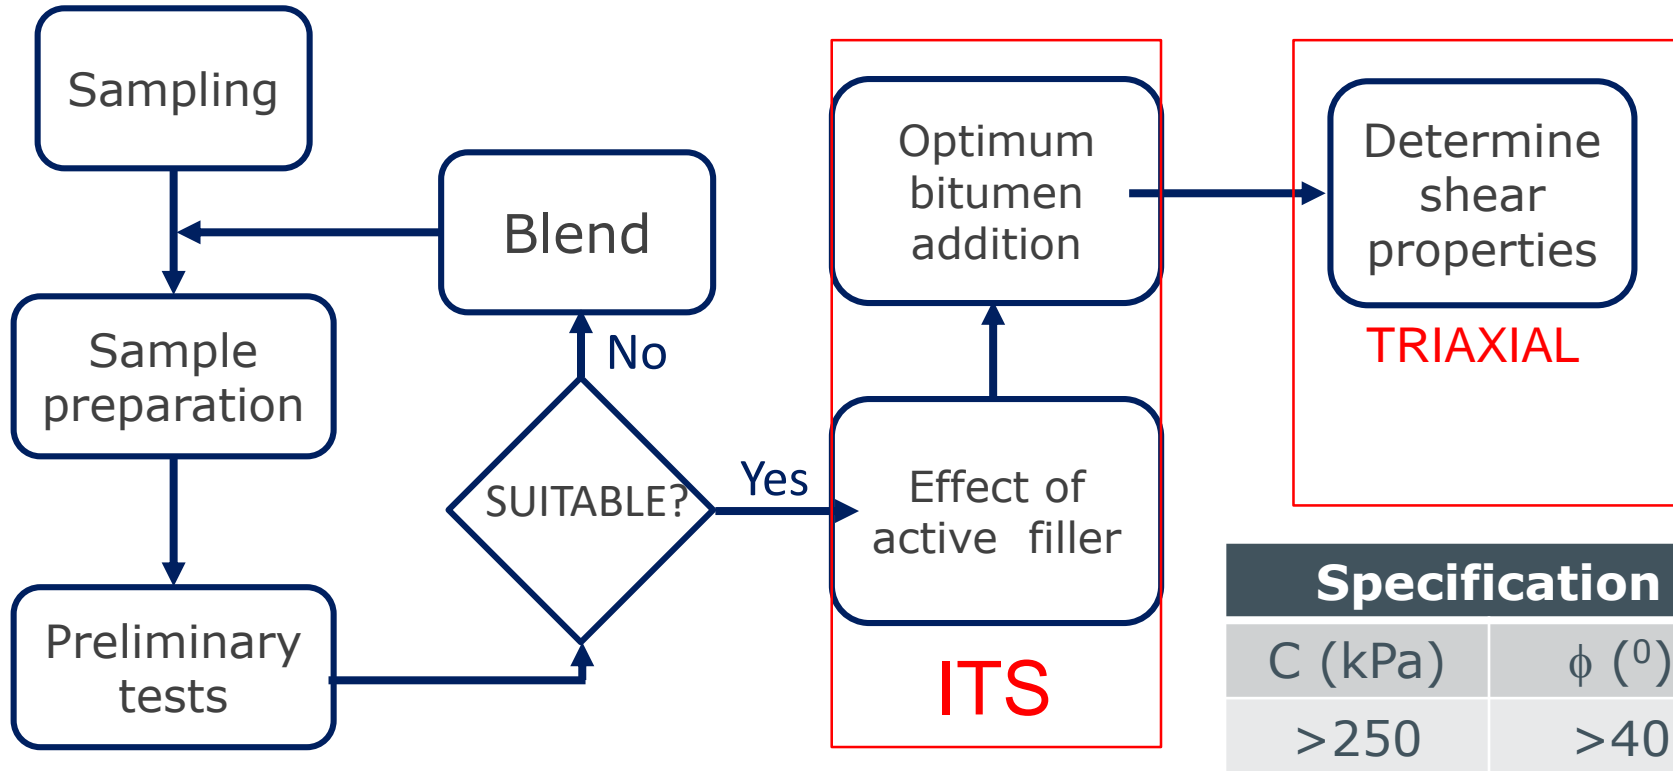 Sampling
Sample
preparation
Preliminary
tests
Blend
No
SUITABLE?
Yes
Optimum
bitumen
addition
Effect of
active filler
ITS
Determine
shear
properties
TRIAXIAL
Specification
C (kPa) ϕ (⁰)
>250 >40